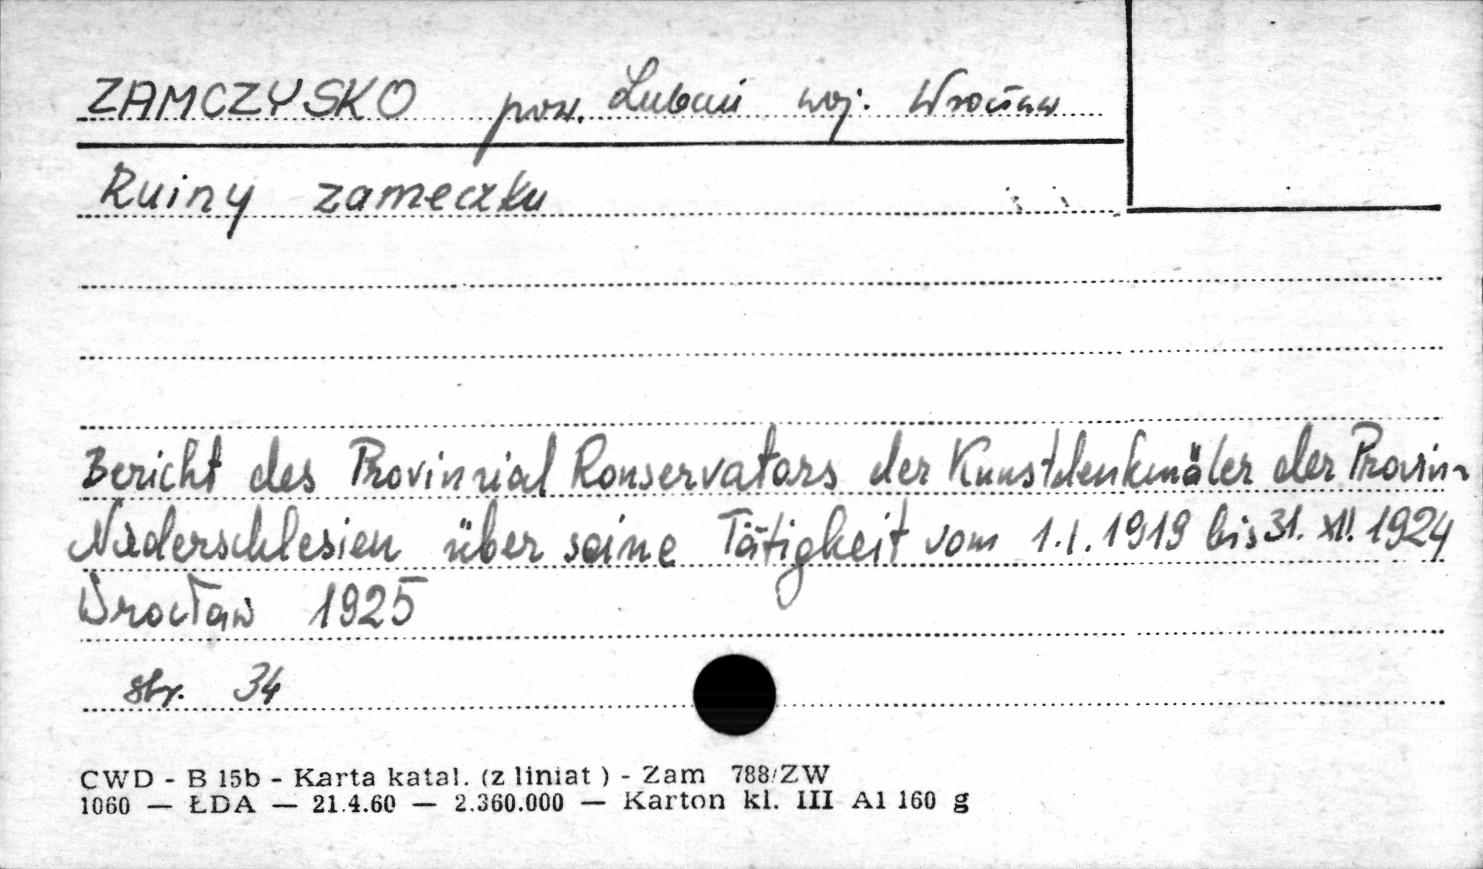 ZAMCZYSKO pow. Lubań woj. Wrocław
Ruiny zameczku
Bericht des Provinzial Konservators der Kunstdenkmäler der Provinz
Niederschlesien über seine Tätigkeit vom 1.I.1919 bis 31.XII.1924
Wrocław 1925
str. 34
CWD - B 15b - Karta katal. (z liniat ) - Zam 788/ZW
1060 — ŁDA — 21.4.60 — 2.360.000 — Karton kl. III A1 160 g